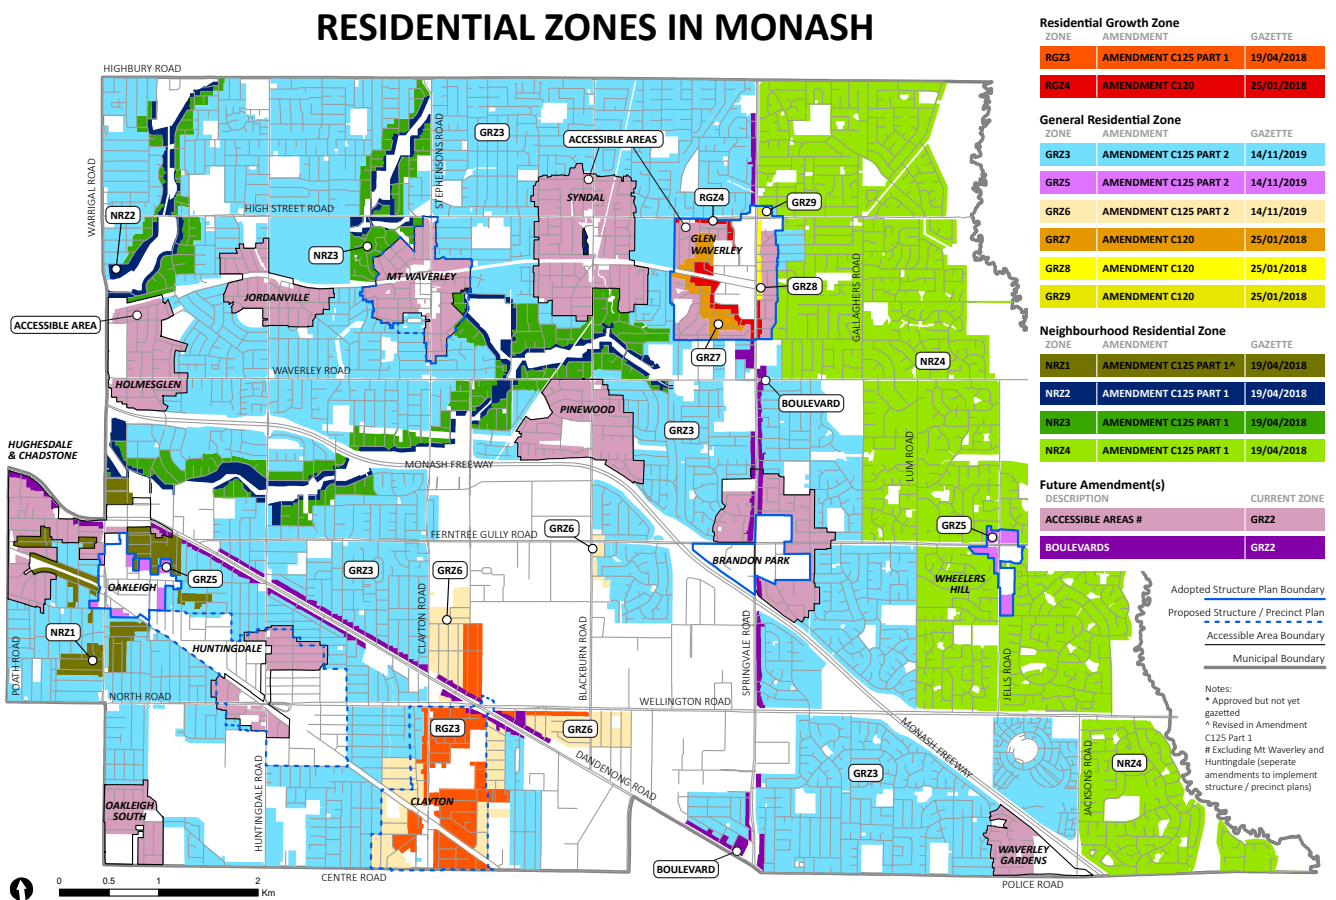 RESIDENTIAL ZONES IN MONASH
Residential Growth Zone
ZONE AMENDMENT GAZETTE
RGZ3 AMENDMENT C125 PART 1 19/04/2018
RGZ4 AMENDMENT C120 25/01/2018
General Residential Zone
ZONE AMENDMENT GAZETTE
GRZ3 AMENDMENT C125 PART 2 14/11/2019
GRZ5 AMENDMENT C125 PART 2 14/11/2019
GRZ6 AMENDMENT C125 PART 2 14/11/2019
GRZ7 AMENDMENT C120 25/01/2018
GRZ8 AMENDMENT C120 25/01/2018
GRZ9 AMENDMENT C120 25/01/2018
Neighbourhood Residential Zone
ZONE AMENDMENT GAZETTE
NRZ1 AMENDMENT C125 PART 1^ 19/04/2018
NRZ2 AMENDMENT C125 PART 1 19/04/2018
NRZ3 AMENDMENT C125 PART 1 19/04/2018
NRZ4 AMENDMENT C125 PART 1 19/04/2018
Future Amendment(s)
DESCRIPTION CURRENT ZONE
ACCESSIBLE AREAS # GRZ2
BOULEVARDS GRZ2
Adopted Structure Plan Boundary
Proposed Structure / Precinct Plan
Accessible Area Boundary
Municipal Boundary
Notes:
* Approved but not yet
gazetted
^ Revised in Amendment
C125 Part 1
# Excluding Mt Waverley and
Huntingdale (seperate
amendments to implement
structure / precinct plans)
HIGHBURY ROAD
WARRIGAL ROAD
STEPHENSONS ROAD
GRZ3
ACCESSIBLE AREAS
SYNDAL
RGZ4
GRZ9
NRZ2
HIGH STREET ROAD
NRZ3
GLEN
WAVERLEY
MT WAVERLEY
JORDANVILLE
GRZ8
GALLAGHERS ROAD
ACCESSIBLE AREA
GRZ7
NRZ4
WAVERLEY ROAD
HOLMESGLEN
BOULEVARD
PINEWOOD
GRZ3
HUGHESDALE
& CHADSTONE
LUM ROAD
MONASH FREEWAY
FERNTREE GULLY ROAD
GRZ6
GRZ5
BRANDON PARK
GRZ3
GRZ6
GRZ5
OAKLEIGH
WHEELERS
HILL
NRZ1
CLAYTON ROAD
BLACKBURN ROAD
SPRINGVALE ROAD
HUNTINGDALE
POATH ROAD
JELLS ROAD
NORTH ROAD
WELLINGTON ROAD
RGZ3
GRZ6
MONASH FREEWAY
DANDENONG ROAD
GRZ3
NRZ4
JACKSONS ROAD
HUNTINGDALE ROAD
OAKLEIGH
SOUTH
CLAYTON
WAVERLEY
GARDENS
BOULEVARD
CENTRE ROAD
POLICE ROAD
0 0.5 1 2
Km